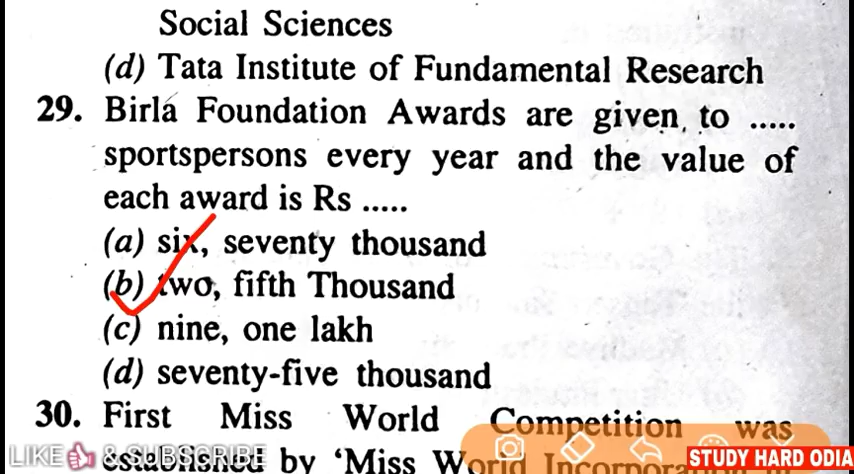 Social Sciences
(d) Tata Institute of Fundamental Research
29. Birla Foundation Awards are given to .....
sportspersons every year and the value of
each award is Rs .....
(a) six, seventy thousand
(b) two, fifth Thousand
(c) nine, one lakh
(d) seventy-five thousand
30. First Miss World Competition was
LIKE & SUBSCRIBE
established by 'Miss World Incorpora
STUDY HARD ODIA